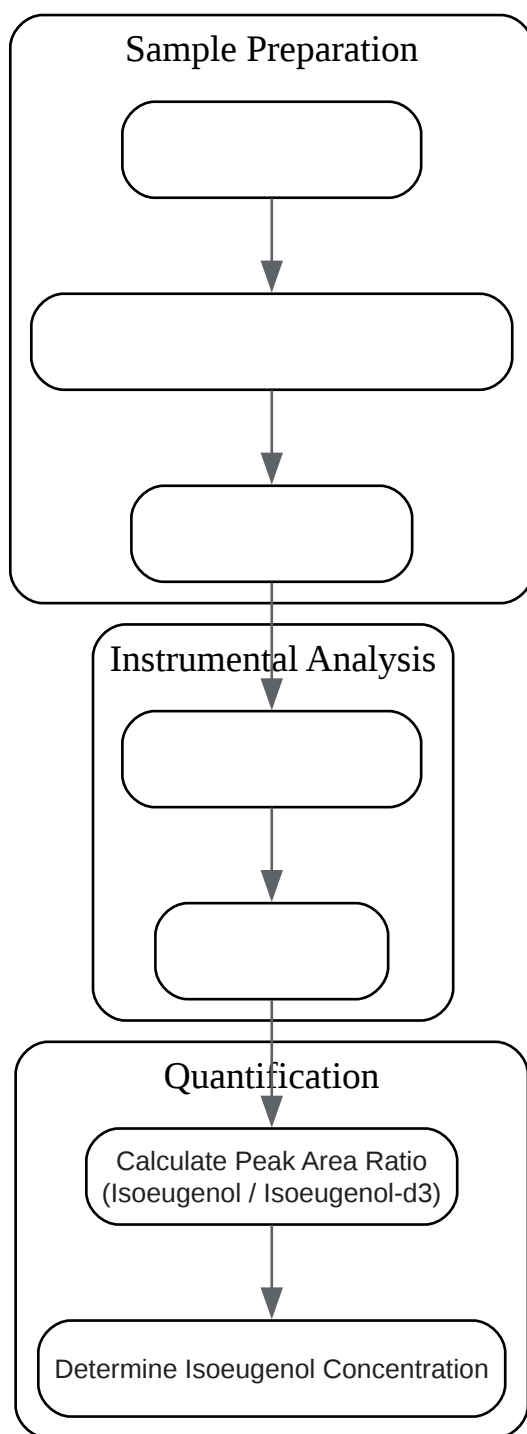 Sample Preparation
Instrumental Analysis
Quantification
Calculate Peak Area Ratio
(Isoeugenol / Isoeugenol-d3)
Determine Isoeugenol Concentration